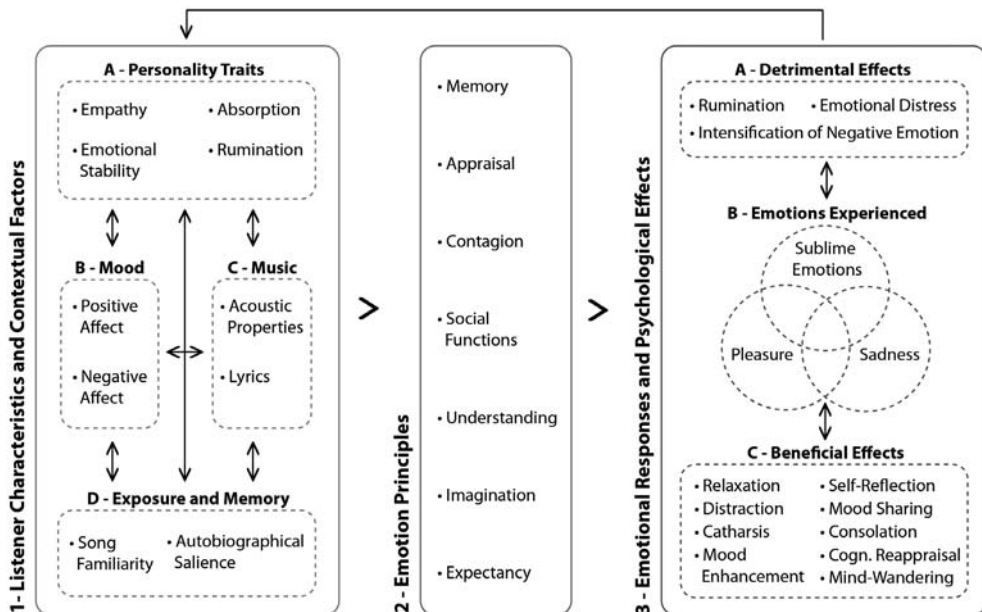 1- Listener Characteristics and Contextual Factors
A - Personality Traits
• Empathy
• Absorption
• Emotional
Stability
• Rumination
B - Mood
• Positive
Affect
• Negative
Affect
C - Music
• Acoustic
Properties
• Lyrics
D - Exposure and Memory
• Song
Familiarity
• Autobiographical
Salience
2 - Emotion Principles
• Memory
• Appraisal
• Contagion
• Social
Functions
• Understanding
• Imagination
• Expectancy
3 - Emotional Responses and Psychological Effects
A - Detrimental Effects
• Rumination
• Emotional Distress
• Intensification of Negative Emotion
B - Emotions Experienced
Sublime
Emotions
Pleasure
Sadness
C - Beneficial Effects
• Relaxation
• Distraction
• Catharsis
• Mood
Enhancement
• Self-Reflection
• Mood Sharing
• Consolation
• Cogn. Reappraisal
• Mind-Wandering